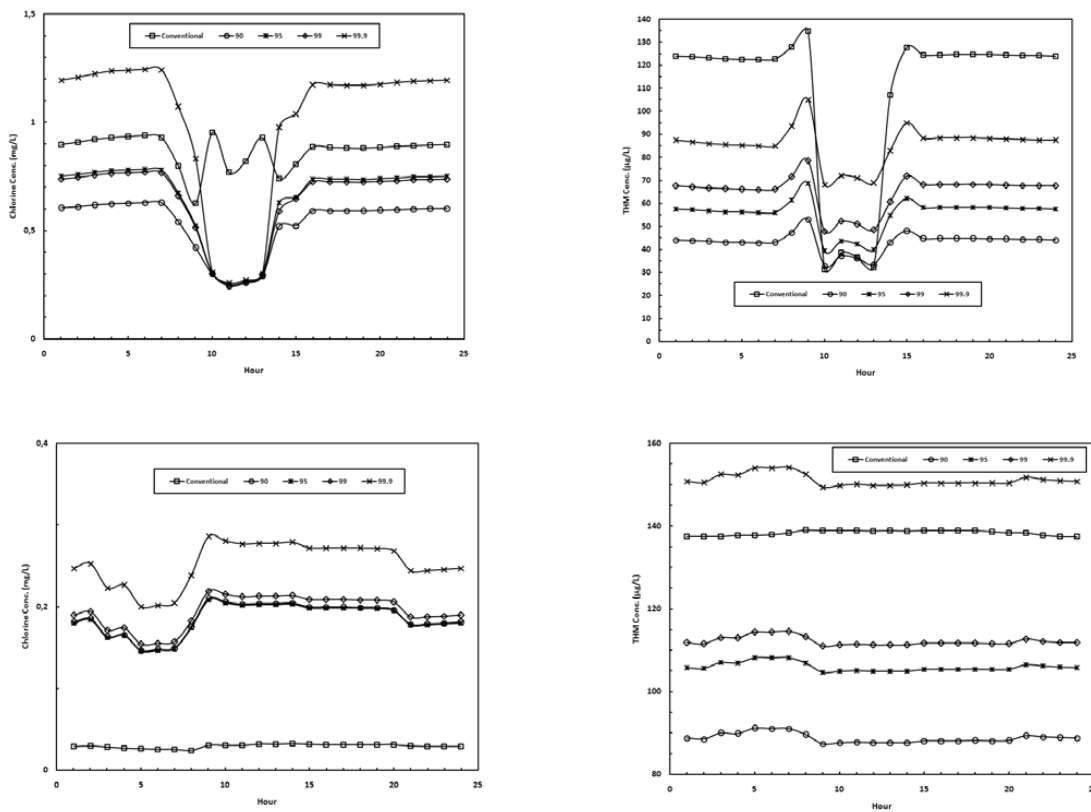 1,5
1
0,5
0
Chlorine Conc. (mg/L)
Conventional 90 95 99 99.9
0 5 10 15 20 25
Hour
140
130
120
110
100
90
80
70
60
50
40
30
20
10
0
THM Conc. (µg/L)
Conventional 90 95 99 99.9
0 5 10 15 20 25
Hour
0,4
0,2
0
Chlorine Conc. (mg/L)
Conventional 90 95 99 99.9
0 5 10 15 20 25
Hour
160
140
120
100
80
THM Conc. (µg/L)
Conventional 90 95 99 99.9
0 5 10 15 20
Hour